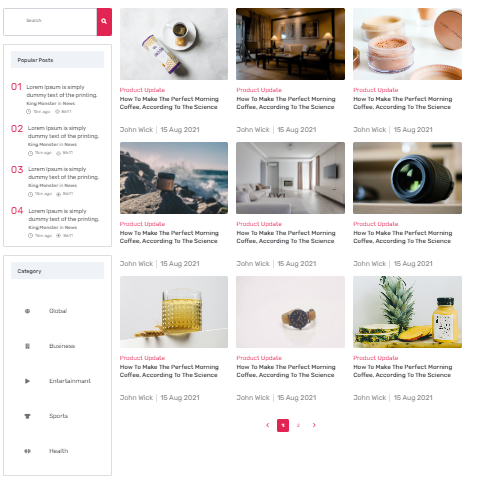 Search
Popular Posts
01 Lorem Ipsum is simply
dummy text of the printing.
King Monster in News
15m ago
02 Lorem Ipsum is simply
dummy text of the printing.
King Monster in News
15m ago
03 Lorem Ipsum is simply
dummy text of the printing.
King Monster in News
15m ago
04 Lorem Ipsum is simply
dummy text of the printing.
King Monster in News
15m ago
Category
Global
Business
Entertainment
Sports
Health
Product Update
How To Make The Perfect Morning
Coffee, According To The Science
John Wick | 15 Aug 2021
Product Update
How To Make The Perfect Morning
Coffee, According To The Science
John Wick | 15 Aug 2021
Product Update
How To Make The Perfect Morning
Coffee, According To The Science
John Wick | 15 Aug 2021
Product Update
How To Make The Perfect Morning
Coffee, According To The Science
John Wick | 15 Aug 2021
Product Update
How To Make The Perfect Morning
Coffee, According To The Science
John Wick | 15 Aug 2021
Product Update
How To Make The Perfect Morning
Coffee, According To The Science
John Wick | 15 Aug 2021
Product Update
How To Make The Perfect Morning
Coffee, According To The Science
John Wick | 15 Aug 2021
Product Update
How To Make The Perfect Morning
Coffee, According To The Science
John Wick | 15 Aug 2021
Product Update
How To Make The Perfect Morning
Coffee, According To The Science
John Wick | 15 Aug 2021
1 2